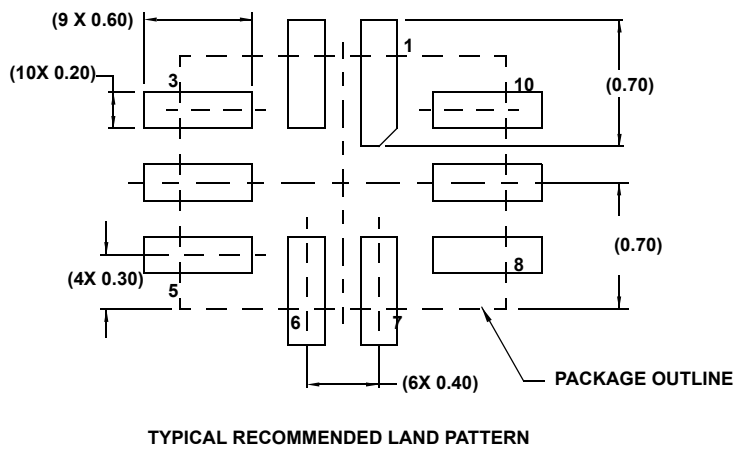 (9 X 0.60)
1
(10X 0.20)
3
10
(0.70)
(0.70)
(4X 0.30)
5
8
6
7
(6X 0.40)
PACKAGE OUTLINE
TYPICAL RECOMMENDED LAND PATTERN